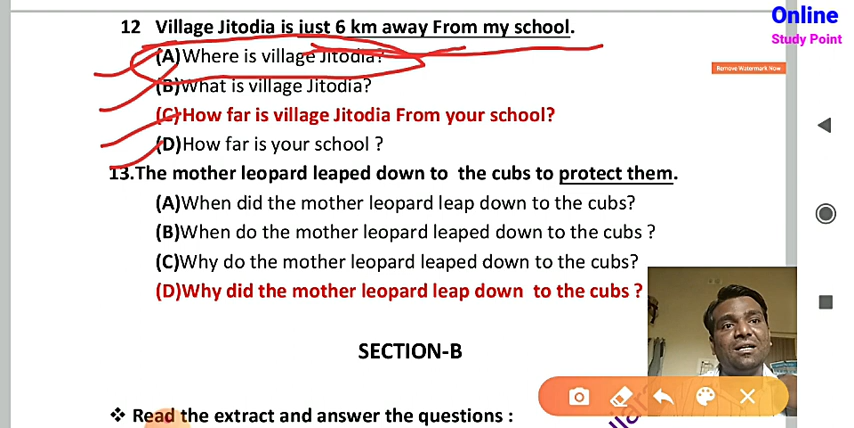 Online
Study Point
Remove Watermark Now
12 Village Jitodia is just 6 km away From my school.
(A)Where is village Jitodia?
(B)What is village Jitodia?
(C)How far is village Jitodia From your school?
(D)How far is your school ?
13.The mother leopard leaped down to the cubs to protect them.
(A)When did the mother leopard leap down to the cubs?
(B)When do the mother leopard leaped down to the cubs ?
(C)Why do the mother leopard leaped down to the cubs?
(D)Why did the mother leopard leap down to the cubs ?
SECTION-B
❖ Read the extract and answer the questions :